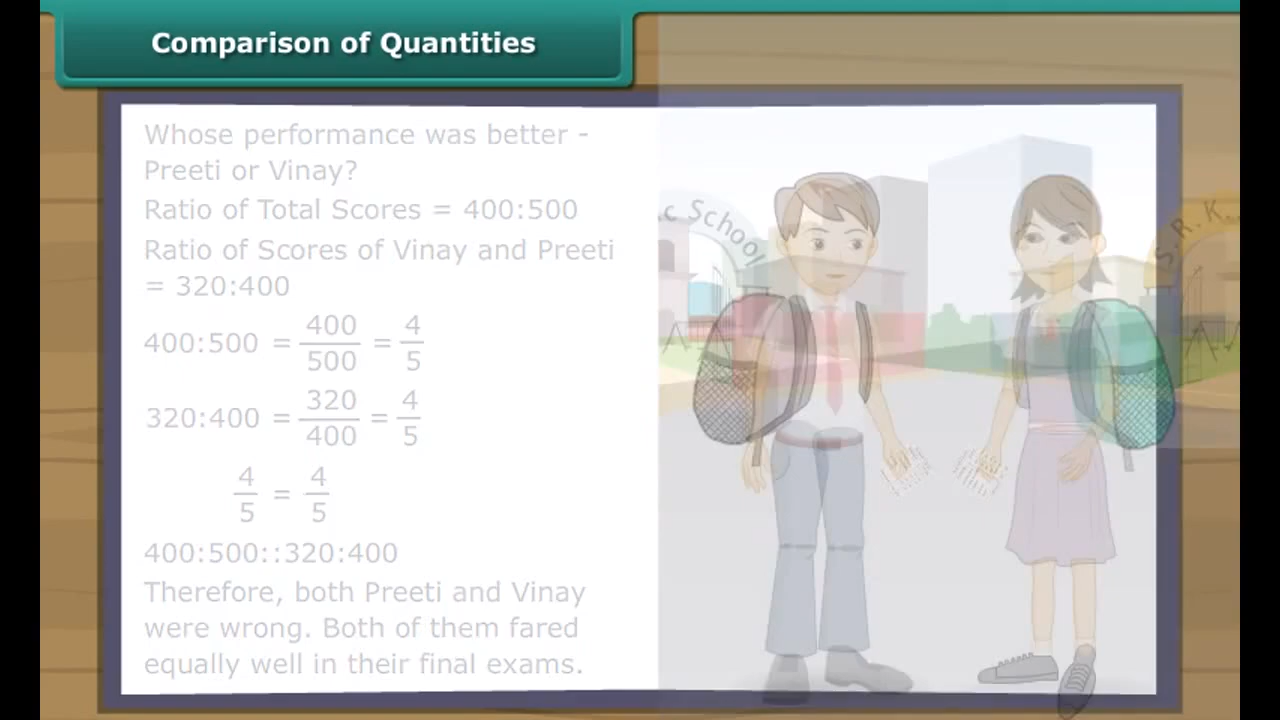 Comparison of Quantities
Whose performance was better -
Preeti or Vinay?
Ratio of Total Scores = 400:500
Ratio of Scores of Vinay and Preeti
= 320:400
400:500 = 400/500 = 4/5
320:400 = 320/400 = 4/5
4/5 = 4/5
400:500::320:400
Therefore, both Preeti and Vinay
were wrong. Both of them fared
equally well in their final exams.
c School
S. R. K.